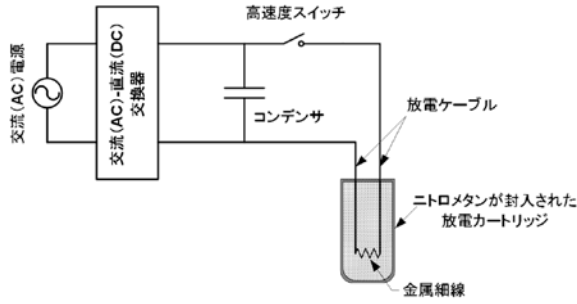 高速度スイッチ
交流(AC)電源
交流(AC)-直流(DC)
交換器
コンデンサ
放電ケーブル
ニトロメタンが封入された
放電カートリッジ
金属細線